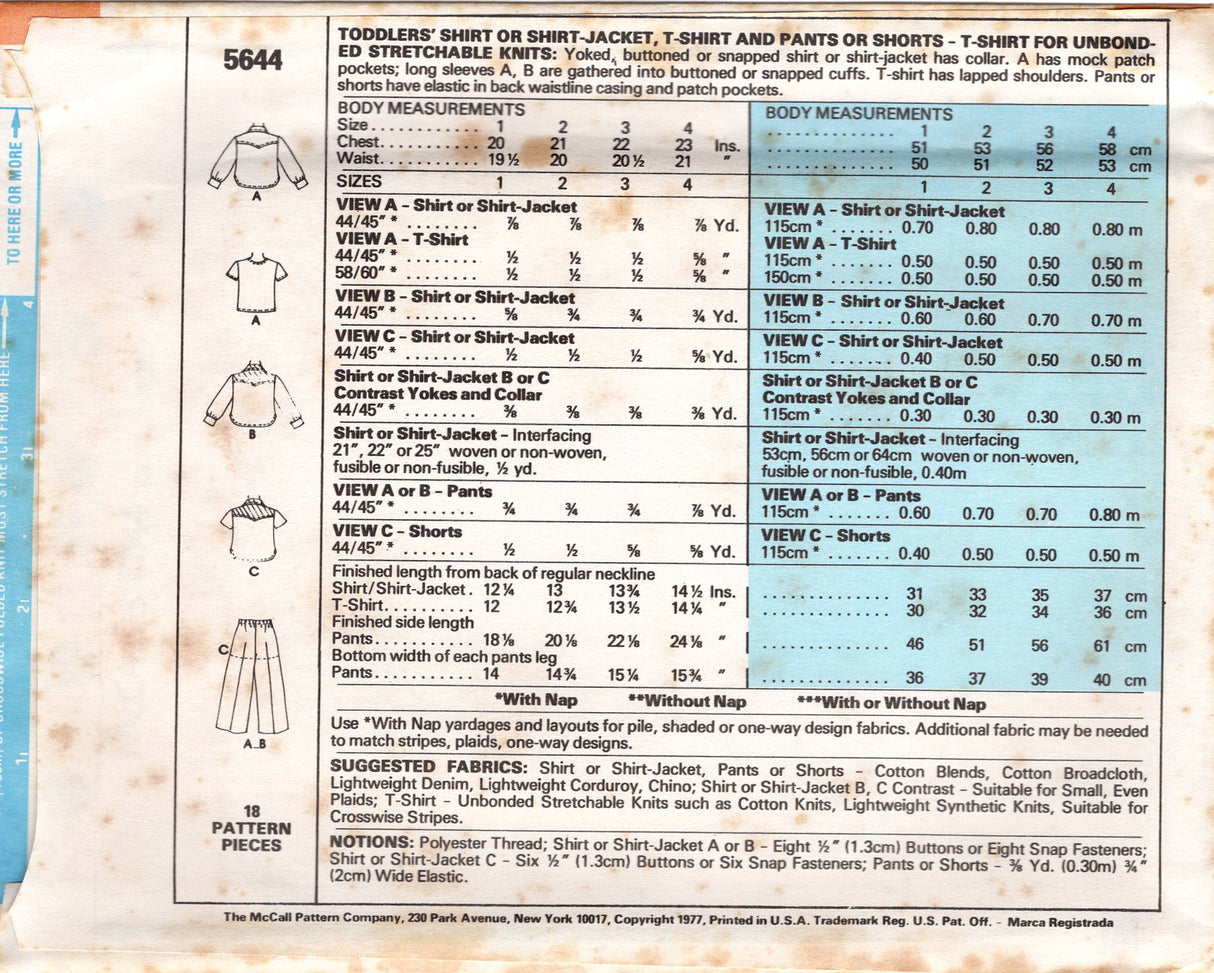 5644
TODDLERS' SHIRT OR SHIRT-JACKET, T-SHIRT AND PANTS OR SHORTS – T-SHIRT FOR UNBOND-
ED STRETCHABLE KNITS: Yoked, buttoned or snapped shirt or shirt-jacket has collar. A has mock patch
pockets; long sleeves A, B are gathered into buttoned or snapped cuffs. T-shirt has lapped shoulders. Pants or
shorts have elastic in back waistline casing and patch pockets.
BODY MEASUREMENTS
Size . . . . . . . . . . . . 1 2 3 4
Chest. . . . . . . . . . . 20 21 22 23 Ins.
Waist. . . . . . . . . . . 19½ 20 20½ 21 "
SIZES 1 2 3 4
VIEW A – Shirt or Shirt-Jacket
44/45" * ⅞ ⅞ ⅞ ⅞ Yd.
VIEW A – T-Shirt
44/45" * . . . . . . . . ½ ½ ½ ⅝ "
58/60" * . . . . . . . . ½ ½ ½ ⅝ "
VIEW B – Shirt or Shirt-Jacket
44/45" * . . . . . . . . ⅝ ¾ ¾ ¾ Yd.
VIEW C – Shirt or Shirt-Jacket
44/45" * . . . . . . . . ½ ½ ½ ⅝ Yd.
Shirt or Shirt-Jacket B or C
Contrast Yokes and Collar
44/45" * . . . . . . . . ⅜ ⅜ ⅜ ⅜ Yd.
Shirt or Shirt-Jacket – Interfacing
21", 22" or 25" woven or non-woven,
fusible or non-fusible, ½ yd.
VIEW A or B – Pants
44/45" * . . . . . . . . ¾ ¾ ¾ ⅞ Yd.
VIEW C – Shorts
44/45" * . . . . . . . . ½ ½ ⅝ ⅝ Yd.
Finished length from back of regular neckline
Shirt/Shirt-Jacket . 12¼ 13 13¾ 14½ Ins.
T-Shirt. . . . . . . . . . 12 12¾ 13½ 14¼ "
Finished side length
Pants. . . . . . . . . . . 18⅛ 20⅛ 22⅛ 24⅛ "
Bottom width of each pants leg
Pants. . . . . . . . . . . 14 14¾ 15¼ 15¾ "
BODY MEASUREMENTS
. . . . . . . . . . . . . . 1 2 3 4
. . . . . . . . . . . . . . 51 53 56 58 cm
. . . . . . . . . . . . . . 50 51 52 53 cm
1 2 3 4
VIEW A – Shirt or Shirt-Jacket
115cm * . . . . . . . 0.70 0.80 0.80 0.80 m
VIEW A – T-Shirt
115cm * . . . . . . . 0.50 0.50 0.50 0.50 m
150cm * . . . . . . . 0.50 0.50 0.50 0.50 m
VIEW B – Shirt or Shirt-Jacket
115cm * . . . . . . . 0.60 0.60 0.70 0.70 m
VIEW C – Shirt or Shirt-Jacket
115cm * . . . . . . . 0.40 0.50 0.50 0.50 m
Shirt or Shirt-Jacket B or C
Contrast Yokes and Collar
115cm * . . . . . . . 0.30 0.30 0.30 0.30 m
Shirt or Shirt-Jacket – Interfacing
53cm, 56cm or 64cm woven or non-woven,
fusible or non-fusible, 0.40m
VIEW A or B – Pants
115cm * . . . . . . . 0.60 0.70 0.70 0.80 m
VIEW C – Shorts
115cm * . . . . . . . 0.40 0.50 0.50 0.50 m
. . . . . . . . . . . . . . 31 33 35 37 cm
. . . . . . . . . . . . . . 30 32 34 36 cm
. . . . . . . . . . . . . . 46 51 56 61 cm
. . . . . . . . . . . . . . 36 37 39 40 cm
*With Nap **Without Nap ***With or Without Nap
Use *With Nap yardages and layouts for pile, shaded or one-way design fabrics. Additional fabric may be needed
to match stripes, plaids, one-way designs.
SUGGESTED FABRICS: Shirt or Shirt-Jacket, Pants or Shorts – Cotton Blends, Cotton Broadcloth,
Lightweight Denim, Lightweight Corduroy, Chino; Shirt or Shirt-Jacket B, C Contrast – Suitable for Small, Even
Plaids; T-Shirt – Unbonded Stretchable Knits such as Cotton Knits, Lightweight Synthetic Knits, Suitable for
Crosswise Stripes.
NOTIONS: Polyester Thread; Shirt or Shirt-Jacket A or B – Eight ½" (1.3cm) Buttons or Eight Snap Fasteners;
Shirt or Shirt-Jacket C – Six ½" (1.3cm) Buttons or Six Snap Fasteners; Pants or Shorts – ⅜ Yd. (0.30m) ¾"
(2cm) Wide Elastic.
A
A
B
C
C
A B
18
PATTERN
PIECES
The McCall Pattern Company, 230 Park Avenue, New York 10017, Copyright 1977, Printed in U.S.A. Trademark Reg. U.S. Pat. Off. – Marca Registrada
TO HERE OR MORE
FOLDED KNIT MUST STRETCH FROM HERE
4
3
2
1